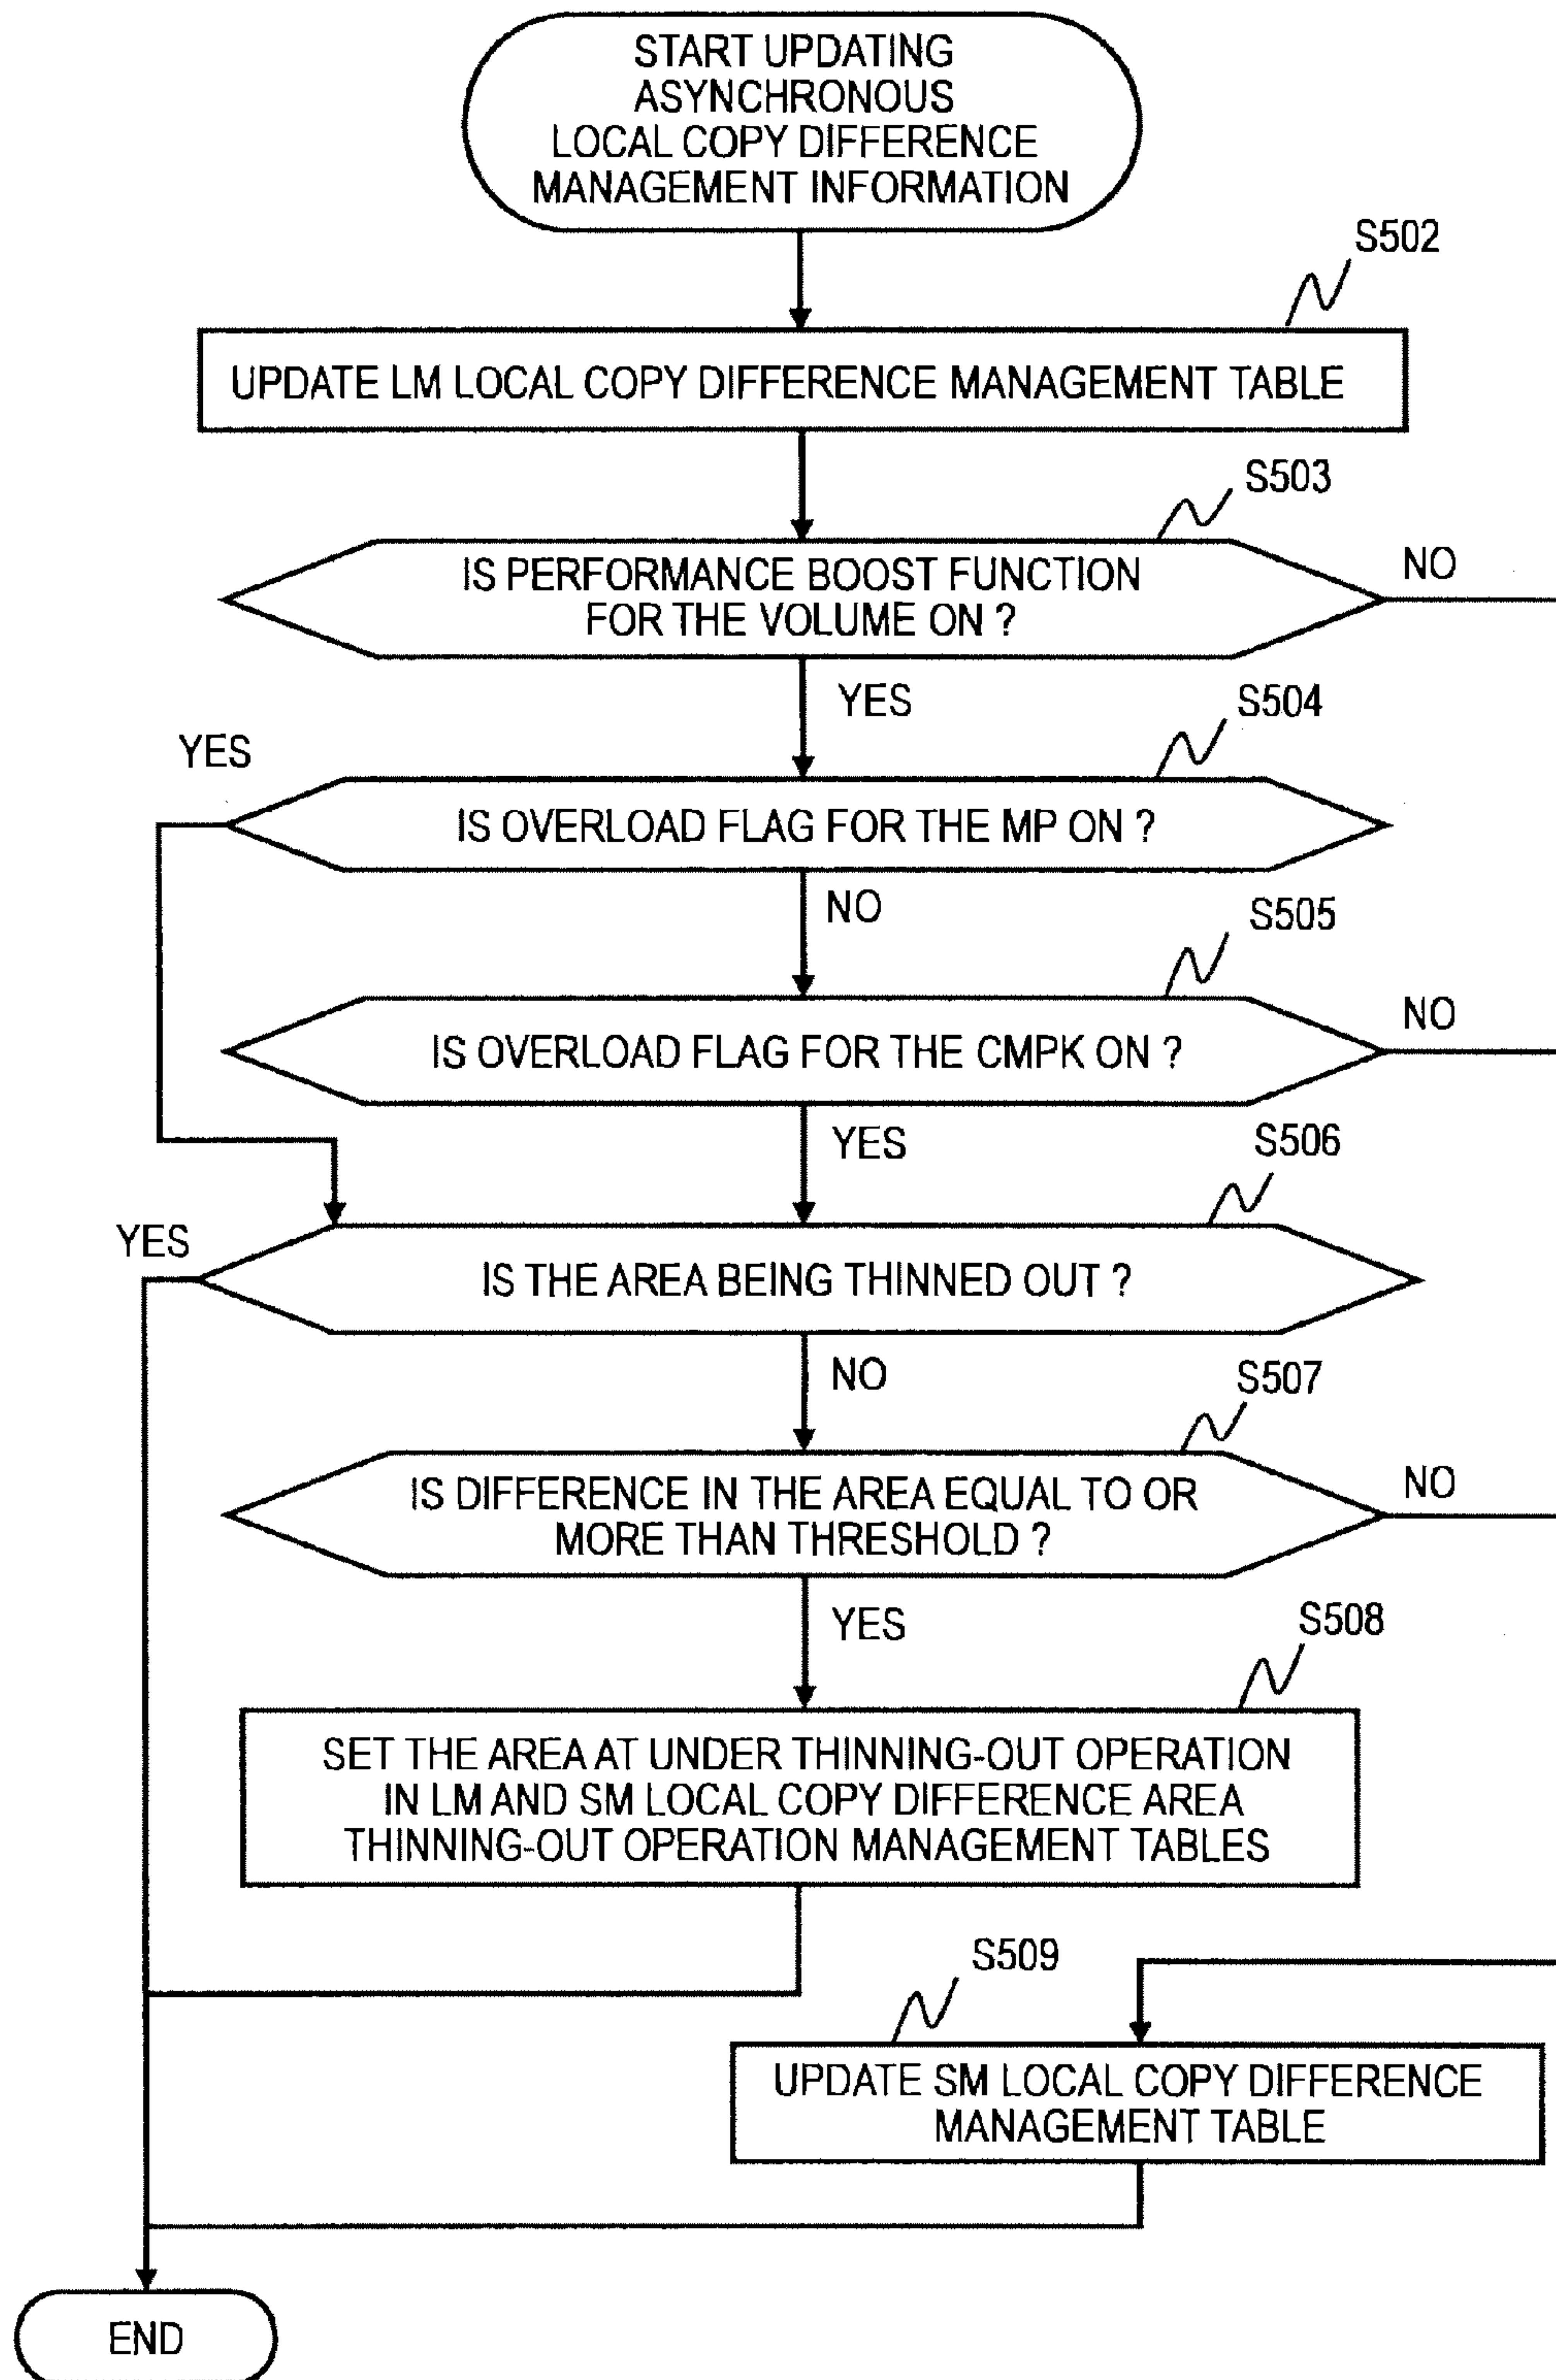 START UPDATING
ASYNCHRONOUS
LOCAL COPY DIFFERENCE
MANAGEMENT INFORMATION
S502
UPDATE LM LOCAL COPY DIFFERENCE MANAGEMENT TABLE
S503
IS PERFORMANCE BOOST FUNCTION
FOR THE VOLUME ON ?
NO
YES
S504
YES
IS OVERLOAD FLAG FOR THE MP ON ?
NO
S505
IS OVERLOAD FLAG FOR THE CMPK ON ?
NO
YES
S506
YES
IS THE AREA BEING THINNED OUT ?
NO
S507
IS DIFFERENCE IN THE AREA EQUAL TO OR
MORE THAN THRESHOLD ?
NO
YES
S508
SET THE AREA AT UNDER THINNING-OUT OPERATION
IN LM AND SM LOCAL COPY DIFFERENCE AREA
THINNING-OUT OPERATION MANAGEMENT TABLES
S509
UPDATE SM LOCAL COPY DIFFERENCE
MANAGEMENT TABLE
END